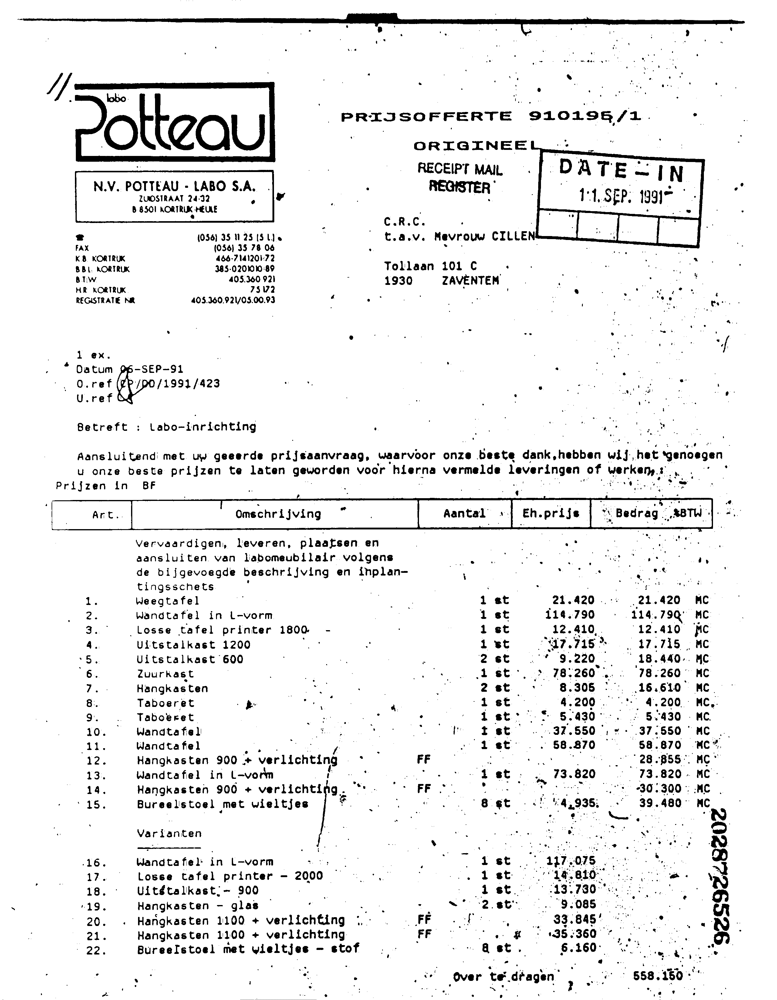 11.
labo
Potteau
PRIJSOFFERTE 910195/1
ORIGINEEL
RECEIPT MAIL
REGISTER
DATE-IN
11. SEP. 1991
N.V. POTTEAU - LABO S.A.
ZUIDSTRAAT 24-32
B 8501 KORTRIJK-HEULE
C.R.C.
t.a.v. Mevrouw CILLEN
Tollaan 101 C
1930 ZAVENTEM
☎ (056) 35 11 25 (5 L)
FAX (056) 35 78 06
K.B. KORTRIJK 466-7141201-72
B.B.L. KORTRIJK 385-0201010-89
B.T.W. 405.360.921
H.R. KORTRIJK 75.172
REGISTRATIE NR 405.360.921/05.00.93
1 ex.
Datum 06-SEP-91
O.ref /DO/1991/423
U.ref
Betreft : Labo-inrichting
Aansluitend met uw geeerde prijsaanvraag, waarvoor onze beste dank, hebben wij het genoegen
u onze beste prijzen te laten geworden voor hierna vermelde leveringen of werken, :
Prijzen in BF
Art. Omschrijving Aantal Eh.prijs Bedrag %BTW
Vervaardigen, leveren, plaatsen en
aansluiten van labomeubilair volgens
de bijgevoegde beschrijving en inplan-
tingsschets
1. Weegtafel 1 st 21.420 21.420 MC
2. Wandtafel in L-vorm 1 st 114.790 114.790 MC
3. Losse tafel printer 1800 - 1 st 12.410 12.410 MC
4. Uitstalkast 1200 1 st 17.715 17.715 MC
5. Uitstalkast 600 2 st 9.220 18.440 MC
6. Zuurkast 1 st 78.260 78.260 MC
7. Hangkasten 2 st 8.305 16.610 MC
8. Taboeret 1 st 4.200 4.200 MC
9. Taboeret 1 st 5.430 5.430 MC
10. Wandtafel 1 st 37.550 37.550 MC
11. Wandtafel 1 st 58.870 58.870 MC
12. Hangkasten 900 + verlichting FF 28.855 MC
13. Wandtafel in L-vorm 1 st 73.820 73.820 MC
14. Hangkasten 900 + verlichting FF 30.300 MC
15. Bureelstoel met wieltjes 8 st 4.935 39.480 MC
Varianten
16. Wandtafel in L-vorm 1 st 117.075
17. Losse tafel printer - 2000 1 st 14.810
18. Uitstalkast - 900 1 st 13.730
19. Hangkasten - glas 2 st 9.085
20. Hangkasten 1100 + verlichting FF 33.845
21. Hangkasten 1100 + verlichting FF 35.360
22. Bureelstoel met wieltjes - stof 8 st 6.160
Over te dragen 558.150
2028726526